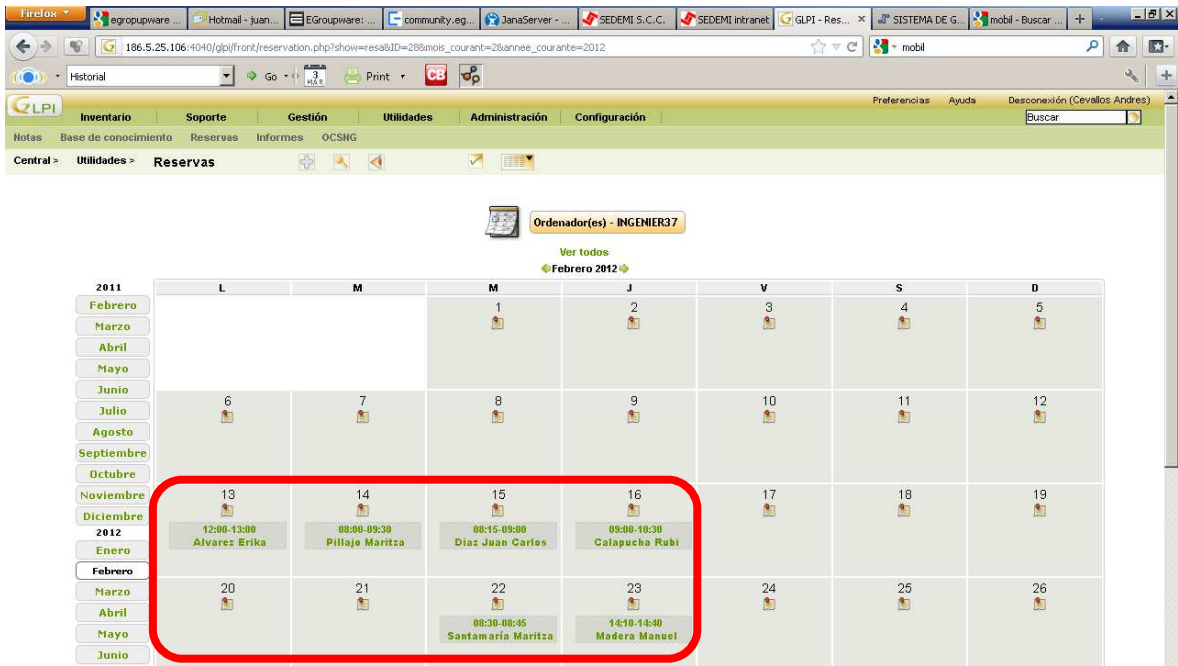 Firefox
egropupware ...
Hotmail - juan...
EGroupware: ...
community.eg...
JanaServer - ...
SEDEMI S.C.C.
SEDEMI intranet
GLPI - Res... ×
SISTEMA DE G...
mobil - Buscar ...
186.5.25.106:4040/glpi/front/reservation.php?show=resa&ID=28&mois_courant=2&annee_courante=2012
mobil
Historial
Go
3
MAR
Print
CB
Preferencias Ayuda Desconexión (Cevallos Andres)
GLPI
Inventario Soporte Gestión Utilidades Administración Configuración
Buscar
Notas Base de conocimiento Reservas Informes OCSNG
Central > Utilidades > Reservas
Ordenador(es) - INGENIER37
Ver todos
Febrero 2012
2011
Febrero
Marzo
Abril
Mayo
Junio
Julio
Agosto
Septiembre
Octubre
Noviembre
Diciembre
2012
Enero
Febrero
Marzo
Abril
Mayo
Junio
L M M J V S D
1 2 3 4 5
6 7 8 9 10 11 12
13 14 15 16 17 18 19
12:00-13:00 08:00-09:30 08:15-09:00 09:00-10:30
Alvarez Erika Pillajo Maritza Diaz Juan Carlos Calapucha Rubi
20 21 22 23 24 25 26
08:30-08:45 14:10-14:40
Santamaría Maritza Madera Manuel